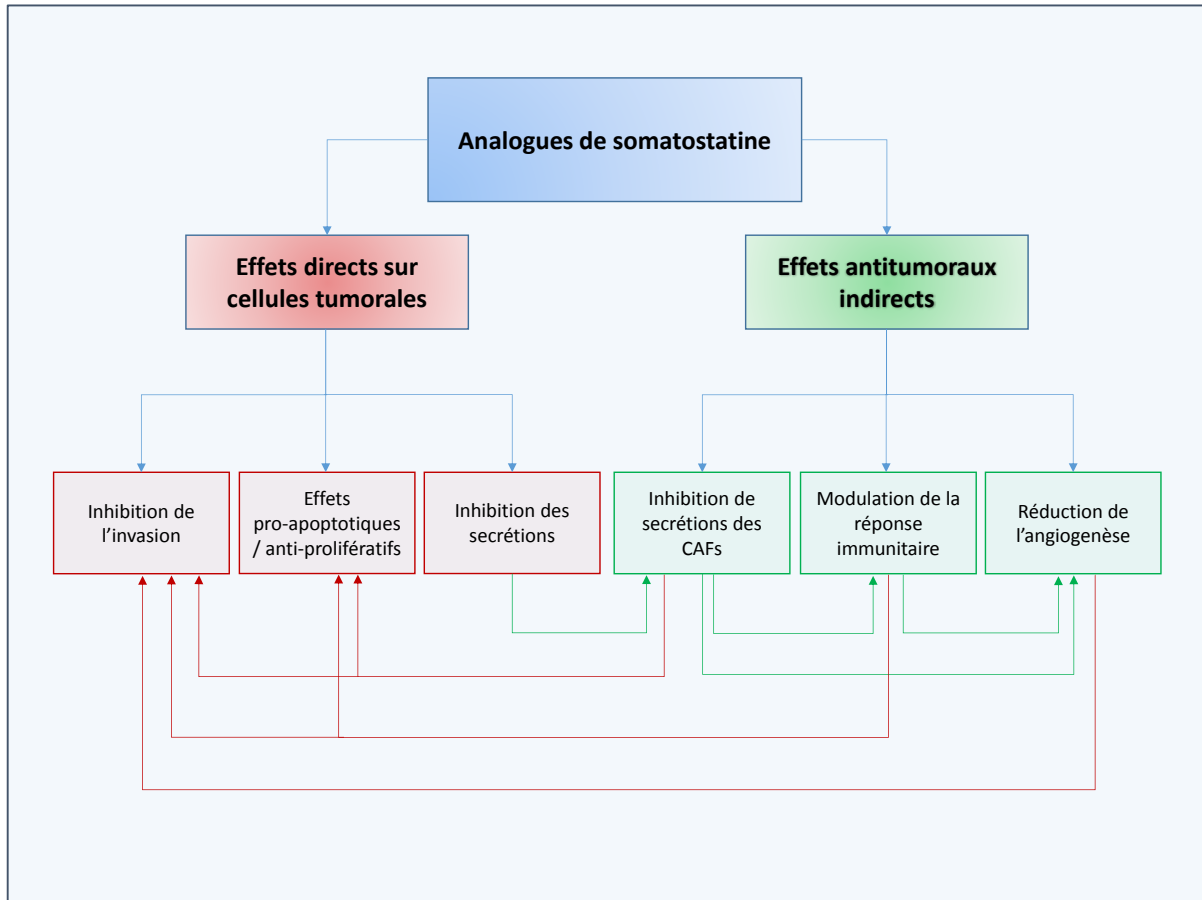 Analogues de somatostatine
Effets directs sur
cellules tumorales
Effets antitumoraux
indirects
Inhibition de
l’invasion
Effets
pro-apoptotiques
/ anti-prolifératifs
Inhibition des
secrétions
Inhibition de
secrétions des
CAFs
Modulation de la
réponse
immunitaire
Réduction de
l’angiogenèse